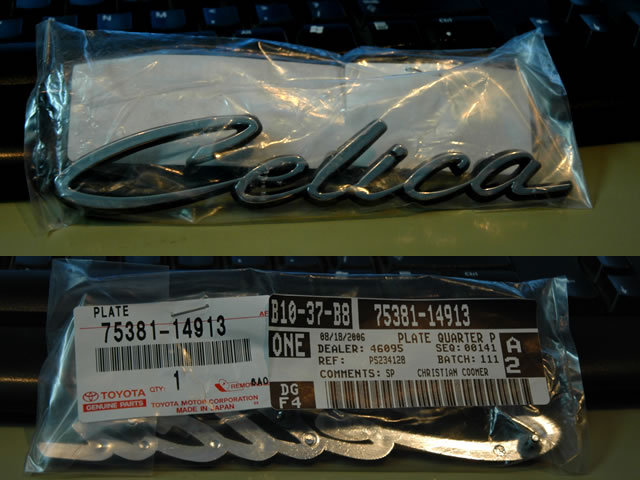 Celica
PLATE
75381-14913
QTY:
1
TOYOTA
GENUINE PARTS
TOYOTA MOTOR CORPORATION
MADE IN JAPAN
B10-37-B8 75381-14913
ONE
08/18/2006 PLATE QUARTER P
DEALER: 46095 SEQ: 00141
REF: PS23412B BATCH: 111
COMMENTS: SP CHRISTIAN COOMER
A
2
DG
F4